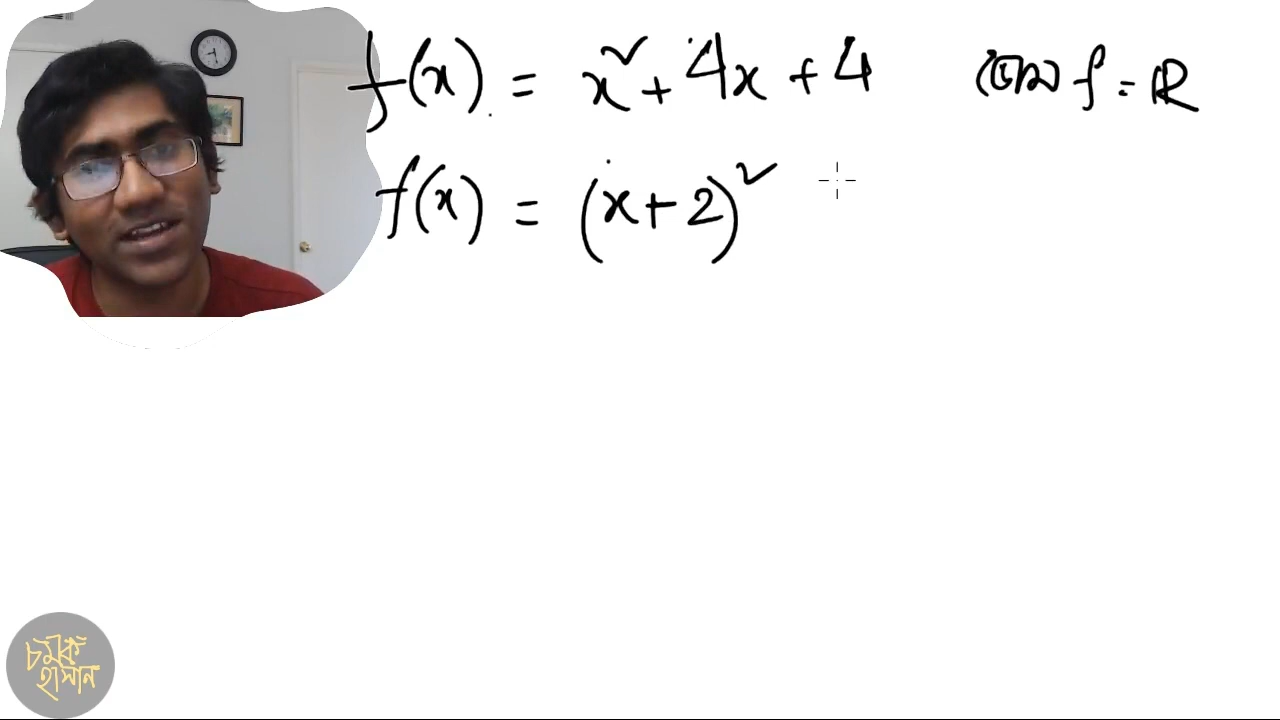 f(x) = x² + 4x + 4 ডোম f = ℝ
f(x) = (x+2)²
চমক
হাসান